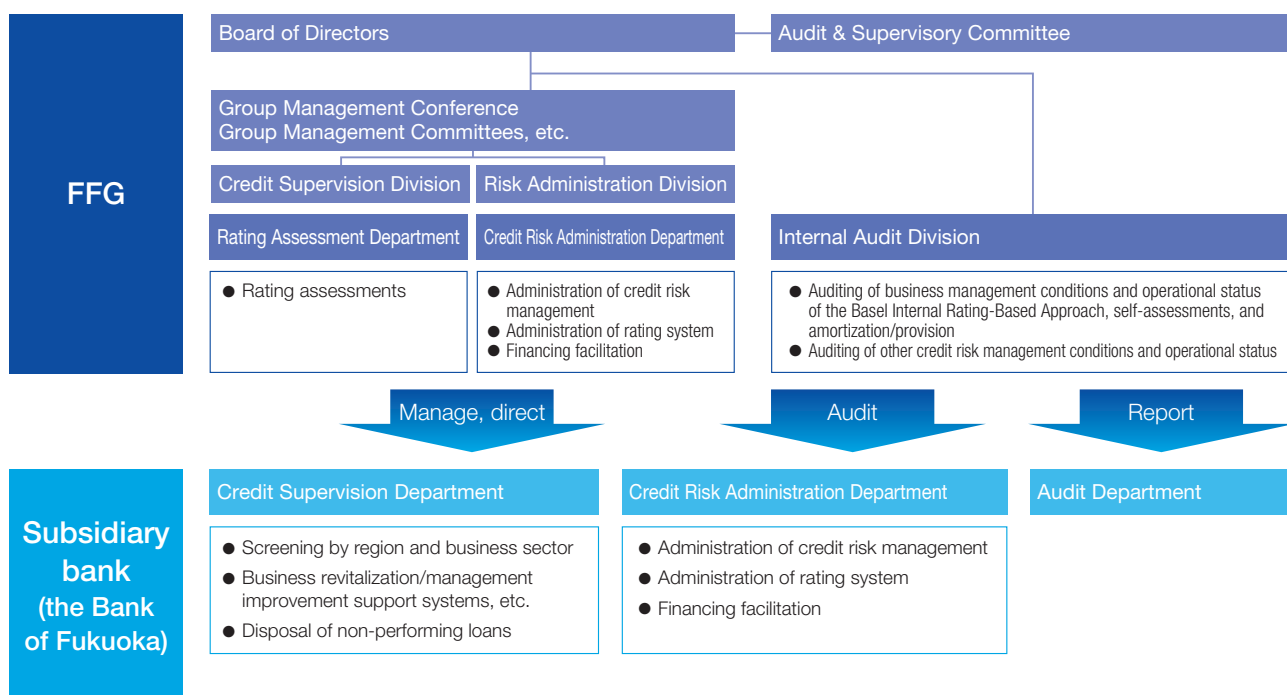 FFG
Board of Directors
Audit & Supervisory Committee
Group Management Conference
Group Management Committees, etc.
Credit Supervision Division
Risk Administration Division
Rating Assessment Department
Credit Risk Administration Department
Internal Audit Division
● Rating assessments
● Administration of credit risk
management
● Administration of rating system
● Financing facilitation
● Auditing of business management conditions and operational status
of the Basel Internal Rating-Based Approach, self-assessments, and
amortization/provision
● Auditing of other credit risk management conditions and operational status
Manage, direct
Audit
Report
Subsidiary
bank
(the Bank
of Fukuoka)
Credit Supervision Department
Credit Risk Administration Department
Audit Department
● Screening by region and business sector
● Business revitalization/management
improvement support systems, etc.
● Disposal of non-performing loans
● Administration of credit risk management
● Administration of rating system
● Financing facilitation